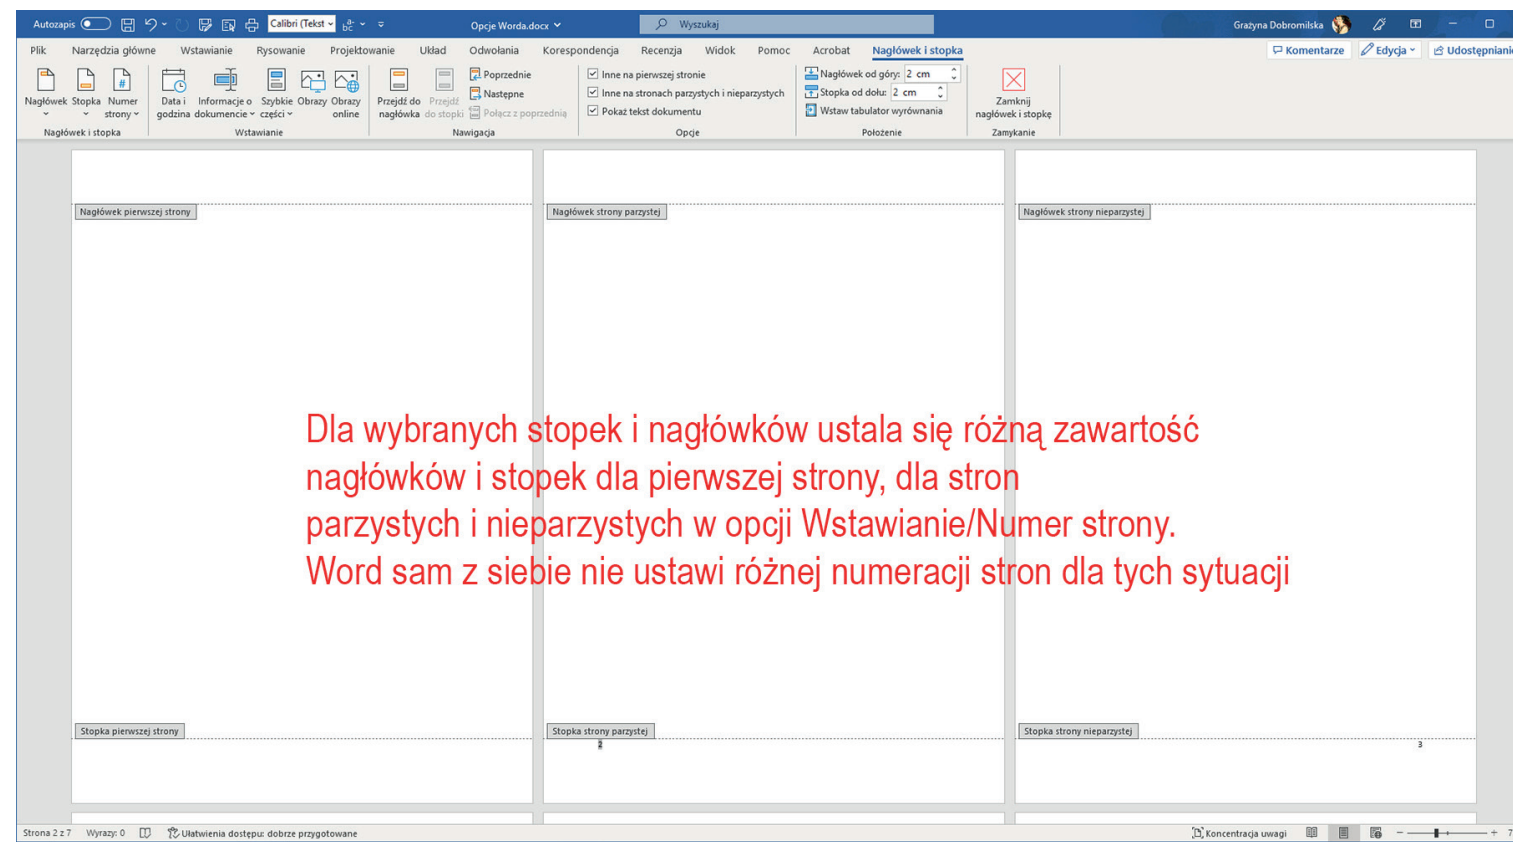 Autozapis
Calibri (Tekst
Opcje Worda.docx
Wyszukaj
Grażyna Dobromilska
Plik Narzędzia główne Wstawianie Rysowanie Projektowanie Układ Odwołania Korespondencja Recenzja Widok Pomoc Acrobat Nagłówek i stopka
Komentarze Edycja Udostępnianie
Nagłówek Stopka Numer strony
Nagłówek i stopka
Data i godzina Informacje o dokumencie Szybkie części Obrazy Obrazy online
Wstawianie
Przejdź do nagłówka Przejdź do stopki
Poprzednie
Następne
Połącz z poprzednią
Nawigacja
Inne na pierwszej stronie
Inne na stronach parzystych i nieparzystych
Pokaż tekst dokumentu
Opcje
Nagłówek od góry: 2 cm
Stopka od dołu: 2 cm
Wstaw tabulator wyrównania
Położenie
Zamknij
nagłówek i stopkę
Zamykanie
Nagłówek pierwszej strony
Nagłówek strony parzystej
Nagłówek strony nieparzystej
Dla wybranych stopek i nagłówków ustala się różną zawartość
nagłówków i stopek dla pierwszej strony, dla stron
parzystych i nieparzystych w opcji Wstawianie/Numer strony.
Word sam z siebie nie ustawi różnej numeracji stron dla tych sytuacji
Stopka pierwszej strony
Stopka strony parzystej
Stopka strony nieparzystej
2
3
Strona 2 z 7 Wyrazy: 0 Ułatwienia dostępu: dobrze przygotowane
Koncentracja uwagi
7